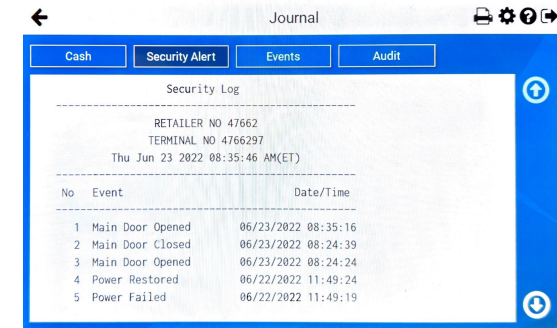 Journal
Cash
Security Alert
Events
Audit
Security Log
RETAILER NO 47662
TERMINAL NO 4766297
Thu Jun 23 2022 08:35:46 AM(ET)
No Event Date/Time
1 Main Door Opened 06/23/2022 08:35:16
2 Main Door Closed 06/23/2022 08:24:39
3 Main Door Opened 06/23/2022 08:24:24
4 Power Restored 06/22/2022 11:49:24
5 Power Failed 06/22/2022 11:49:19